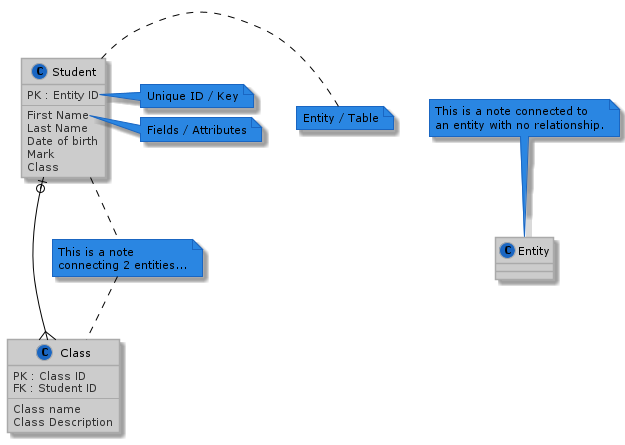 C Student
PK : Entity ID
First Name
Last Name
Date of birth
Mark
Class
Unique ID / Key
Fields / Attributes
Entity / Table
This is a note connected to
an entity with no relationship.
This is a note
connecting 2 entities...
C Entity
C Class
PK : Class ID
FK : Student ID
Class name
Class Description